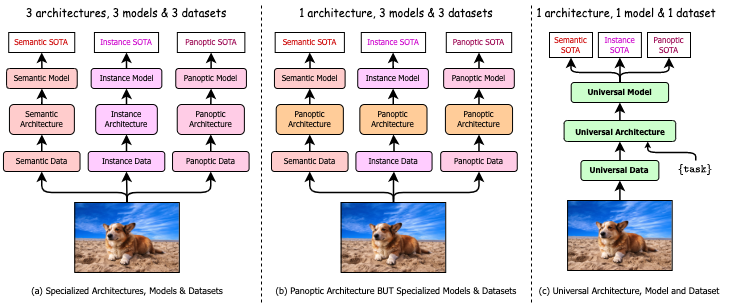 3 architectures, 3 models & 3 datasets
Semantic SOTA
Instance SOTA
Panoptic SOTA
Semantic Model
Instance Model
Panoptic Model
Semantic
Architecture
Instance
Architecture
Panoptic
Architecture
Semantic Data
Instance Data
Panoptic Data
(a) Specialized Architectures, Models & Datasets
1 architecture, 3 models & 3 datasets
Semantic SOTA
Instance SOTA
Panoptic SOTA
Semantic Model
Instance Model
Panoptic Model
Panoptic
Architecture
Panoptic
Architecture
Panoptic
Architecture
Semantic Data
Instance Data
Panoptic Data
(b) Panoptic Architecture BUT Specialized Models & Datasets
1 architecture, 1 model & 1 dataset
Semantic
SOTA
Instance
SOTA
Panoptic
SOTA
Universal Model
Universal Architecture
Universal Data
{task}
(c) Universal Architecture, Model and Dataset